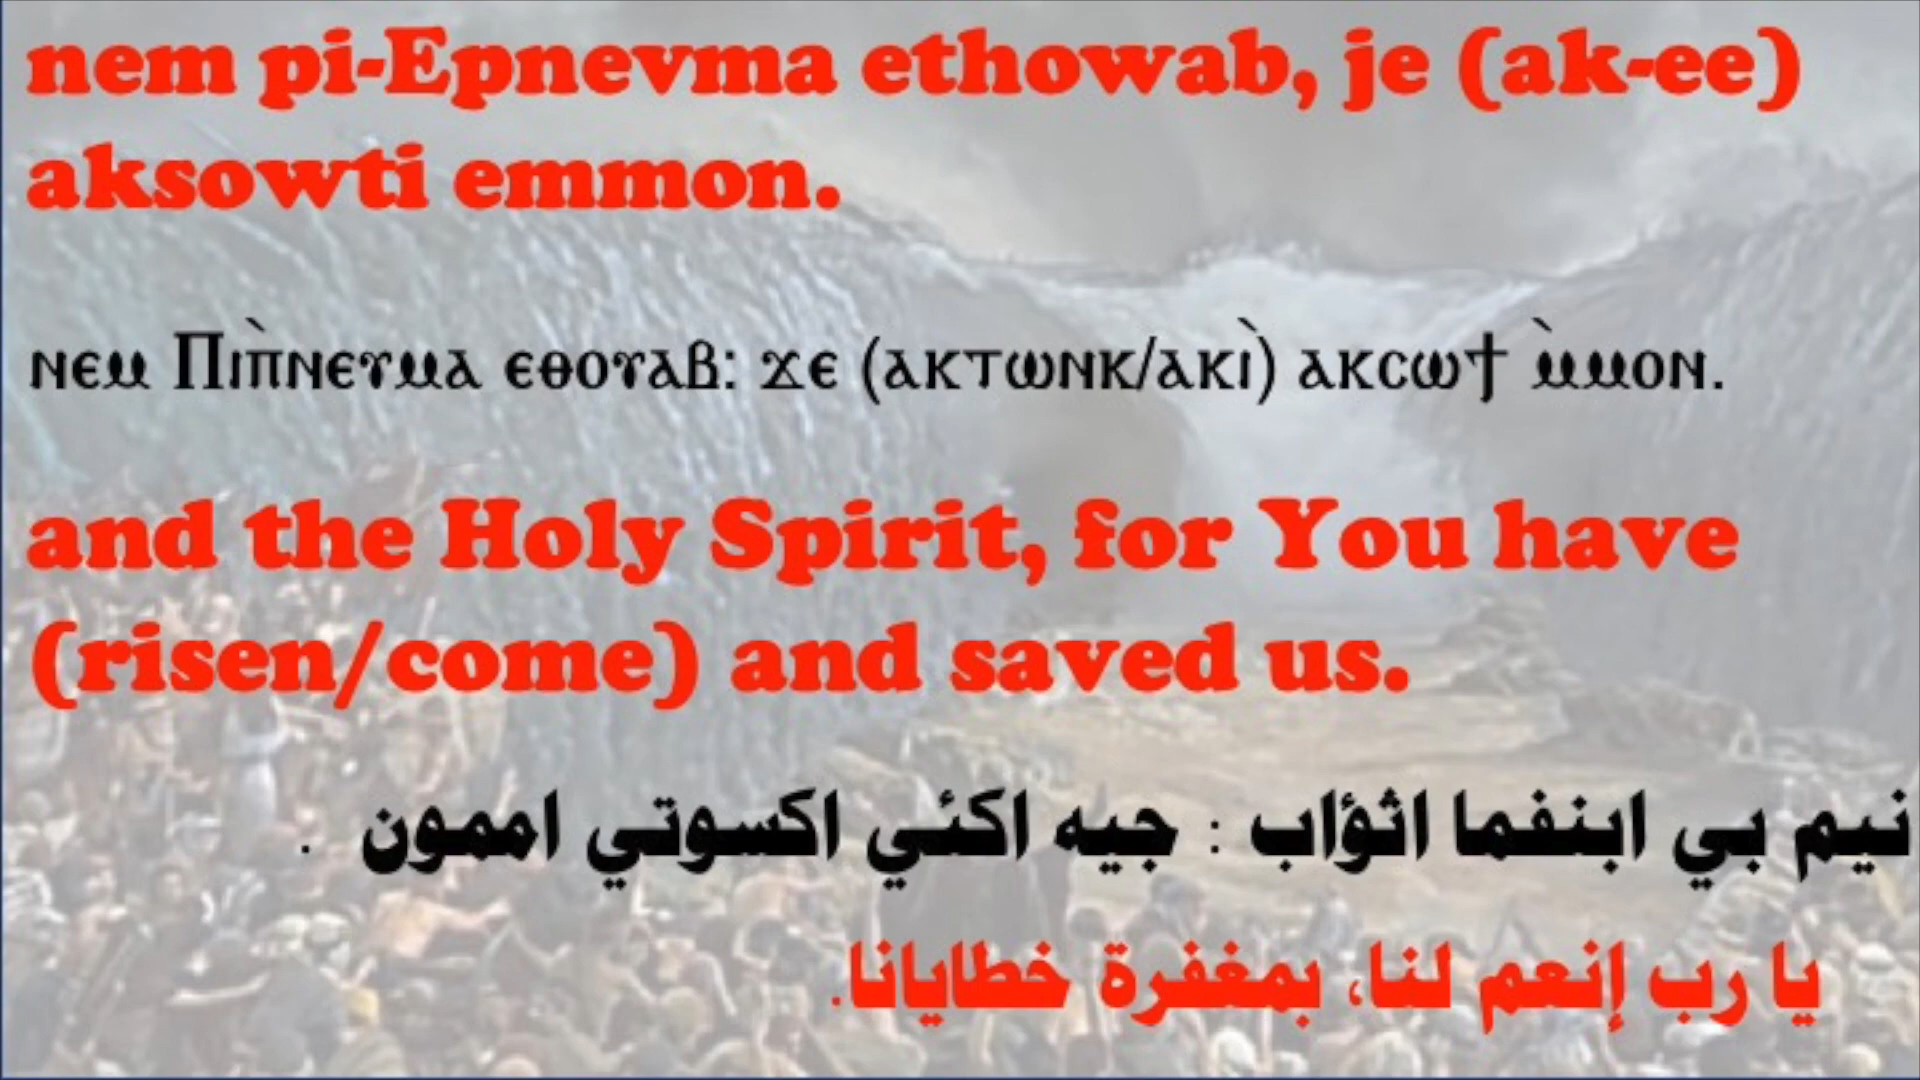 nem pi-Epnevma ethowab, je (ak-ee)
aksowti emmon.
ⲛⲉⲙ Ⲡⲓⲡ̀ⲛⲉⲩⲙⲁ ⲉⲑⲟⲩⲁⲃ: ϫⲉ (ⲁⲕⲧⲱⲛⲕ/ⲁⲕⲓ̀) ⲁⲕⲥⲱϯ ⲙ̀ⲙⲟⲛ.
and the Holy Spirit, for You have
(risen/come) and saved us.
نيم بي ابنفما اثؤاب : جيه اكئي اكسوتي اممون .
يا رب إنعم لنا، بمغفرة خطايانا.